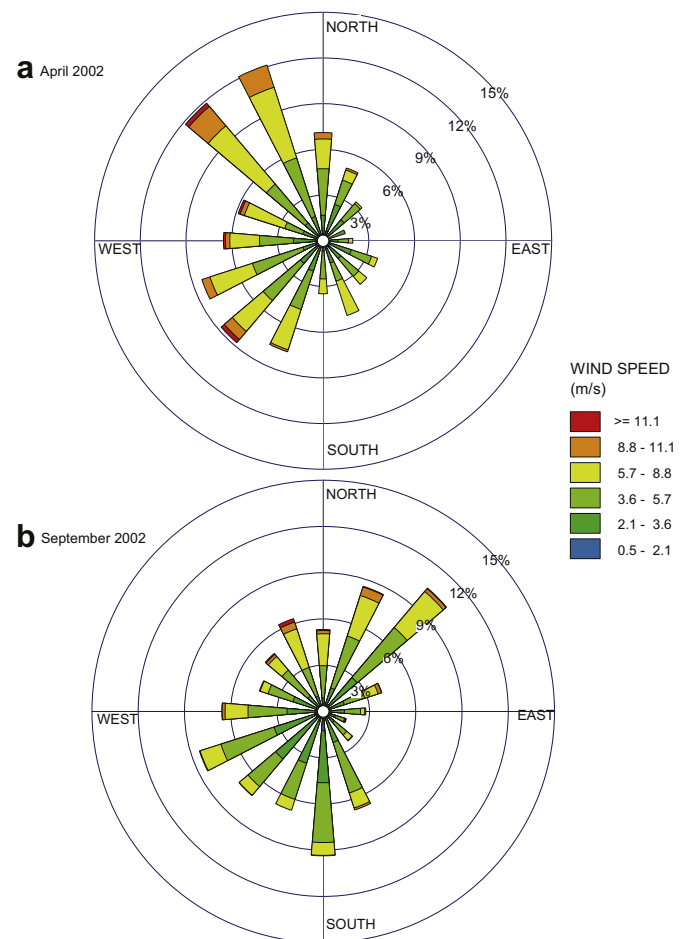 NORTH
a April 2002
15%
12%
9%
6%
3%
WEST
EAST
SOUTH
WIND SPEED
(m/s)
>= 11.1
8.8 - 11.1
5.7 - 8.8
3.6 - 5.7
2.1 - 3.6
0.5 - 2.1
NORTH
b September 2002
15%
12%
9%
6%
3%
WEST
EAST
SOUTH